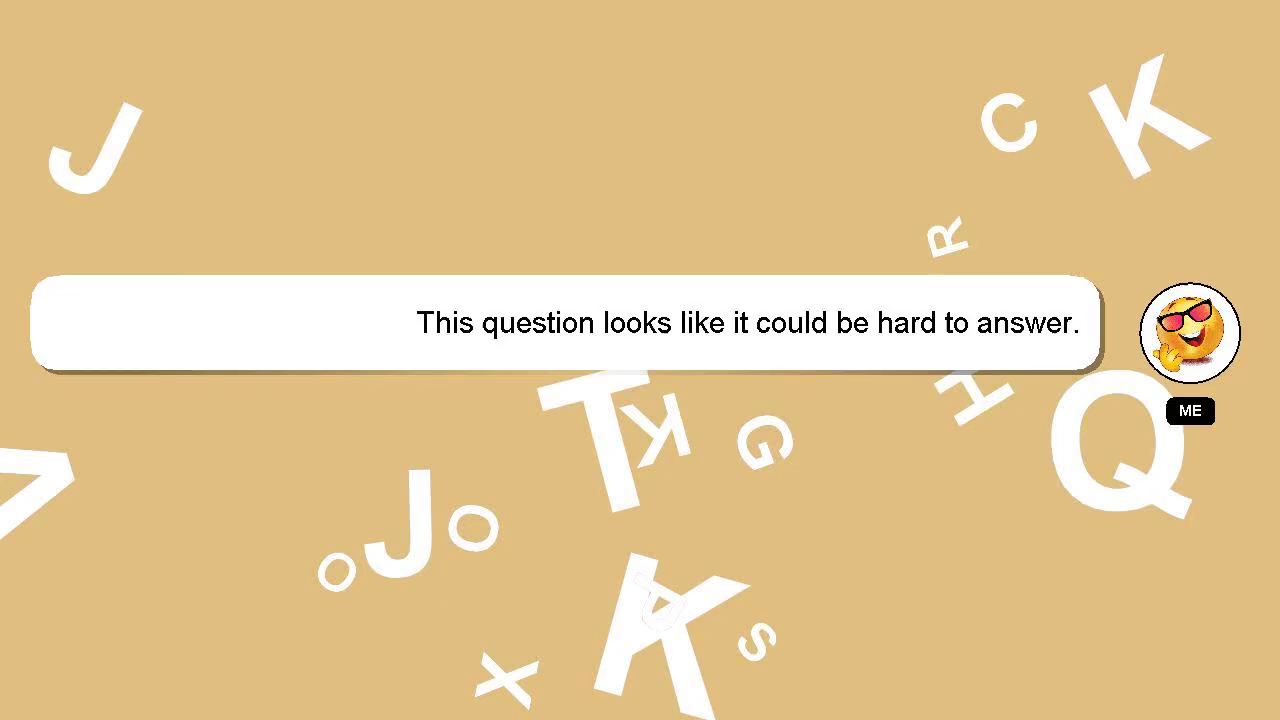 J
C
K
R
This question looks like it could be hard to answer.
ME
H
Q
T
K
G
J
O
O
K
S
X